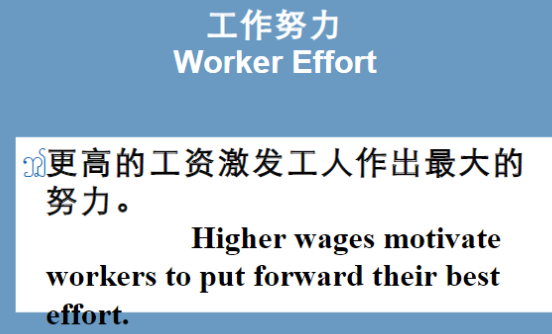 工作努力
Worker Effort
更高的工资激发工人作出最大的
努力。
Higher wages motivate
workers to put forward their best
effort.